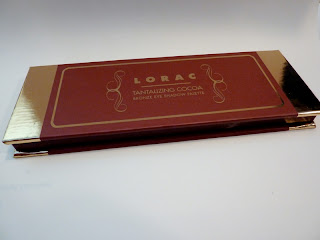 LORAC
TANTALIZING COCOA
BRONZE EYE SHADOW PALETTE